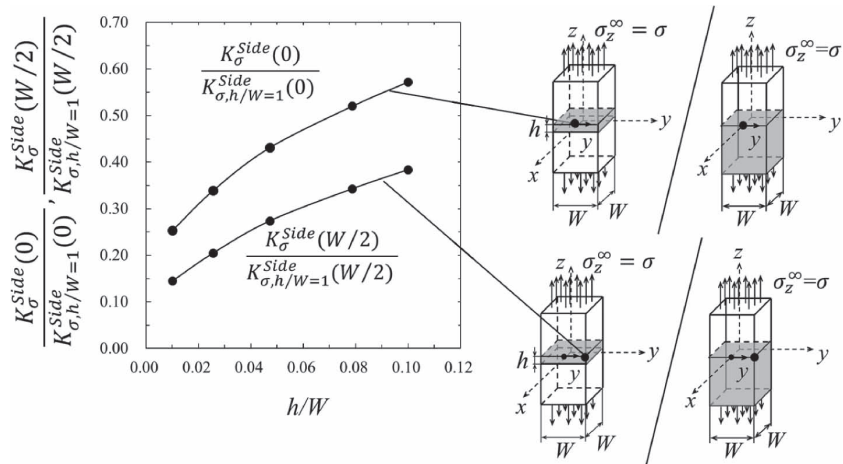 K_σ^Side(0) / K_{σ,h/W=1}^Side(0) , K_σ^Side(W/2) / K_{σ,h/W=1}^Side(W/2)
0.70
0.60
0.50
0.40
0.30
0.20
0.10
0.00
0.00 0.02 0.04 0.06 0.08 0.10 0.12
h/W
K_σ^Side(0)
K_{σ,h/W=1}^Side(0)
K_σ^Side(W/2)
K_{σ,h/W=1}^Side(W/2)
z σ_z^∞ = σ
h
y
y
x
W
W
z σ_z^∞=σ
y
y
x
W
W
z σ_z^∞ = σ
h
y
y
x
W
W
z σ_z^∞=σ
y
y
x
W
W